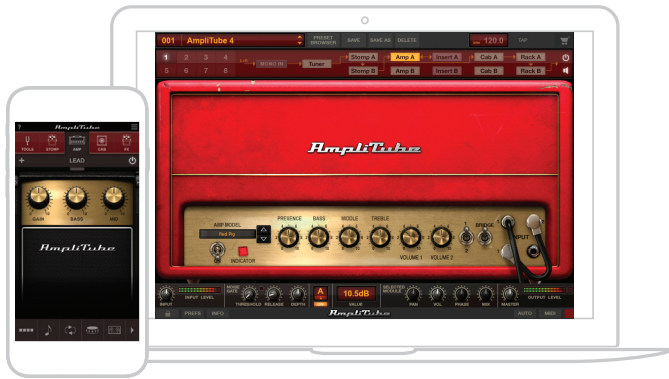 001 AmpliTube 4 PRESET BROWSER SAVE SAVE AS DELETE 120.0
1 2 3 4 MONO IN Tuner Stomp A Amp A Insert A Cab A Rack A
5 6 7 8 Stomp B Amp B Insert B Cab B Rack B
AmpliTube
PRESENCE BASS MIDDLE TREBLE BRIDGE
AMP MODEL
Red Pig
INPUT
ON INDICATOR
VOLUME 1 VOLUME 2
INPUT INPUT LEVEL NOISE GATE THRESHOLD RELEASE DEPTH 10.5dB VALUE SELECTED MODULE PAN VOL PHASE MIX MASTER OUTPUT LEVEL
PREFS INFO AmpliTube AUTO MIDI
? AmpliTube
TOOLS STOMP AMP CAB FX
+ LEAD
GAIN BASS MID
AmpliTube